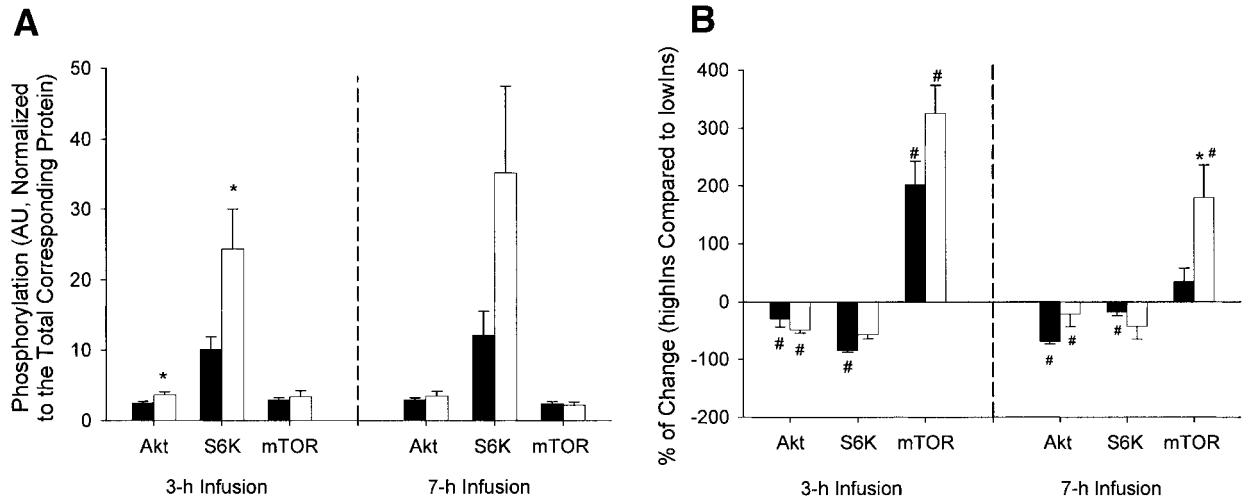 A
Phosphorylation (AU, Normalized
to the Total Corresponding Protein)
50
40
30
20
10
0
*
*
Akt
S6K
mTOR
Akt
S6K
mTOR
3-h Infusion
7-h Infusion
B
% of Change (highIns Compared to lowIns)
400
300
200
100
0
-100
-200
#
#
#
#
#
* #
#
#
#
Akt
S6K
mTOR
Akt
S6K
mTOR
3-h Infusion
7-h Infusion